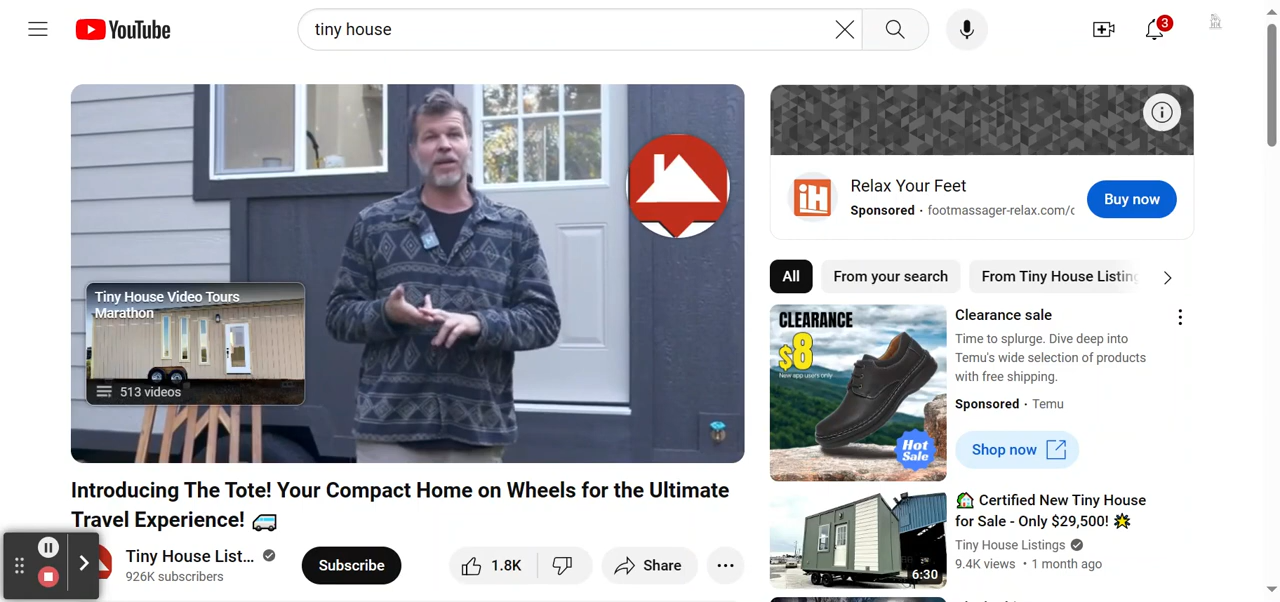 YouTube
tiny house
3
Tiny House Video Tours
Marathon
513 videos
Introducing The Tote! Your Compact Home on Wheels for the Ultimate
Travel Experience! 🚐
Tiny House List...
926K subscribers
Subscribe
1.8K
Share
iH
Relax Your Feet
Sponsored · footmassager-relax.com/c
Buy now
All
From your search
From Tiny House Listing
CLEARANCE
$8
New app users only
Hot
Sale
Clearance sale
Time to splurge. Dive deep into
Temu's wide selection of products
with free shipping.
Sponsored · Temu
Shop now
6:30
🏠 Certified New Tiny House
for Sale - Only $29,500! 🌟
Tiny House Listings
9.4K views · 1 month ago